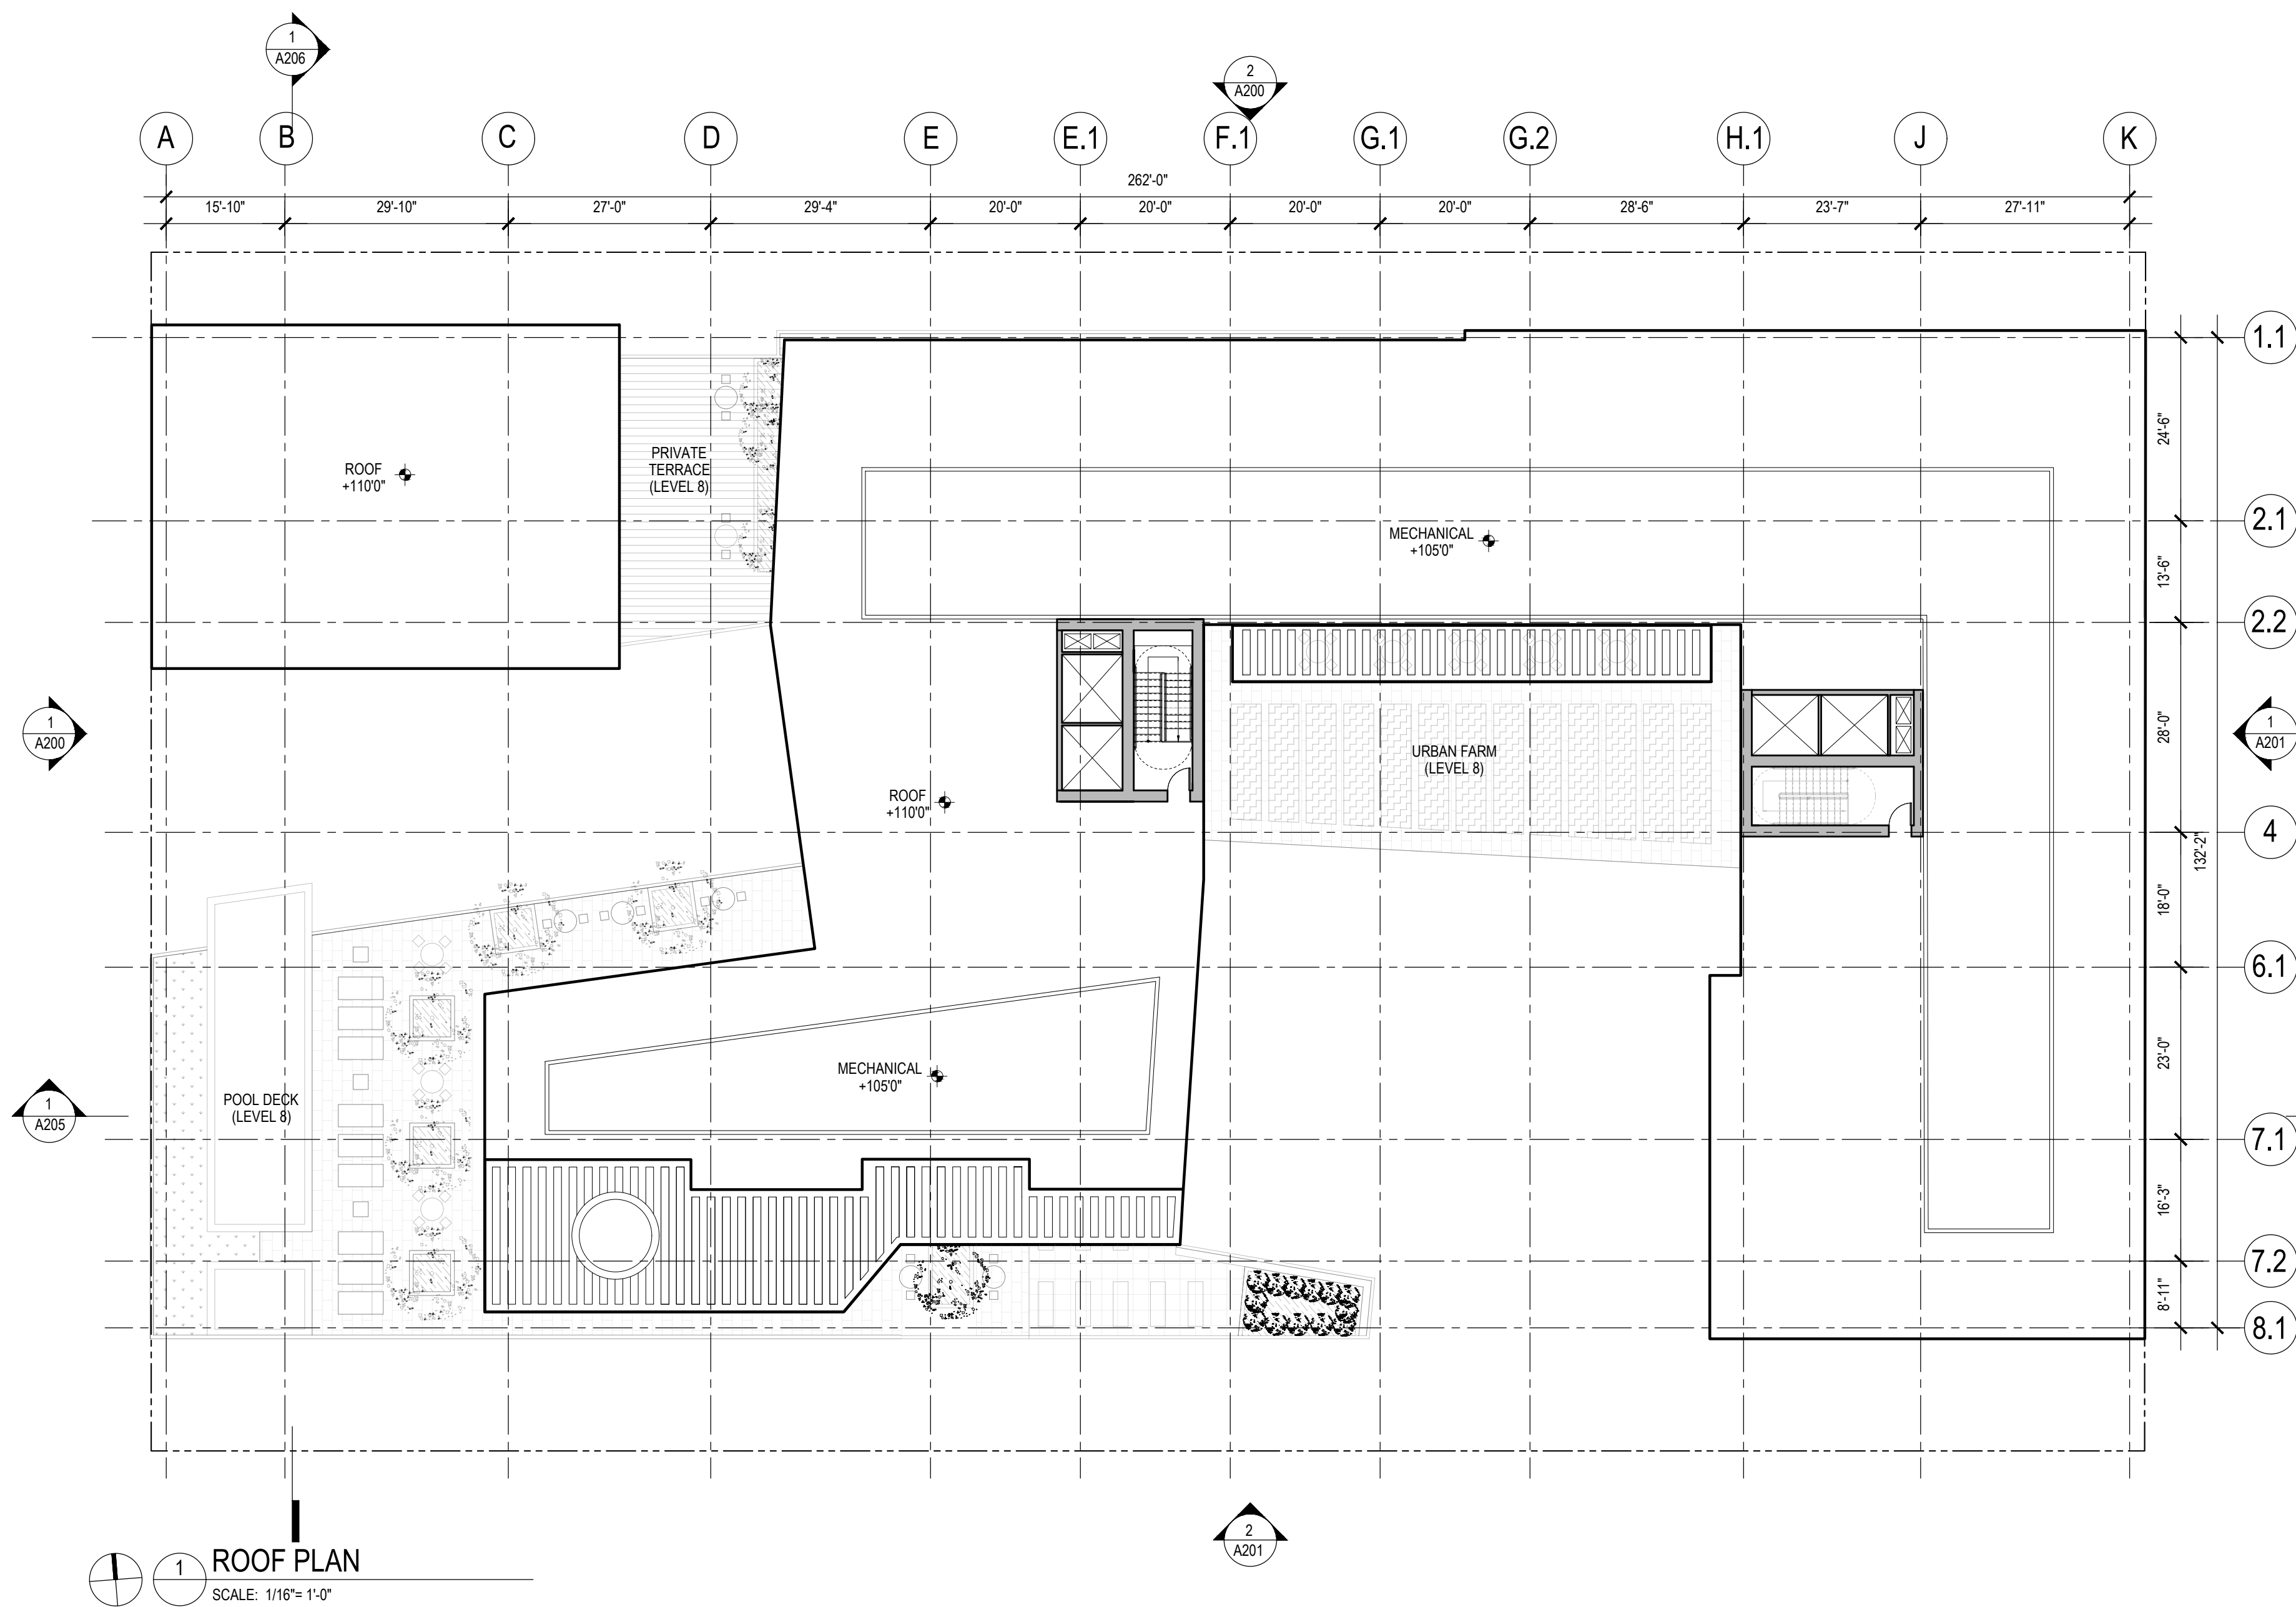 1
A206
2
A200
A
B
C
D
E
E.1
F.1
G.1
G.2
H.1
J
K
262'-0"
15'-10"
29'-10"
27'-0"
29'-4"
20'-0"
20'-0"
20'-0"
20'-0"
28'-6"
23'-7"
27'-11"
1.1
24'-6"
PRIVATE
TERRACE
(LEVEL 8)
ROOF
+110'0"
2.1
MECHANICAL
+105'0"
13'-6"
2.2
28'-0"
1
A200
1
A201
URBAN FARM
(LEVEL 8)
ROOF
+110'0"
4
132'-2"
18'-0"
6.1
23'-0"
MECHANICAL
+105'0"
POOL DECK
(LEVEL 8)
1
A205
7.1
16'-3"
7.2
8'-11"
8.1
2
A201
1
ROOF PLAN
SCALE: 1/16"= 1'-0"